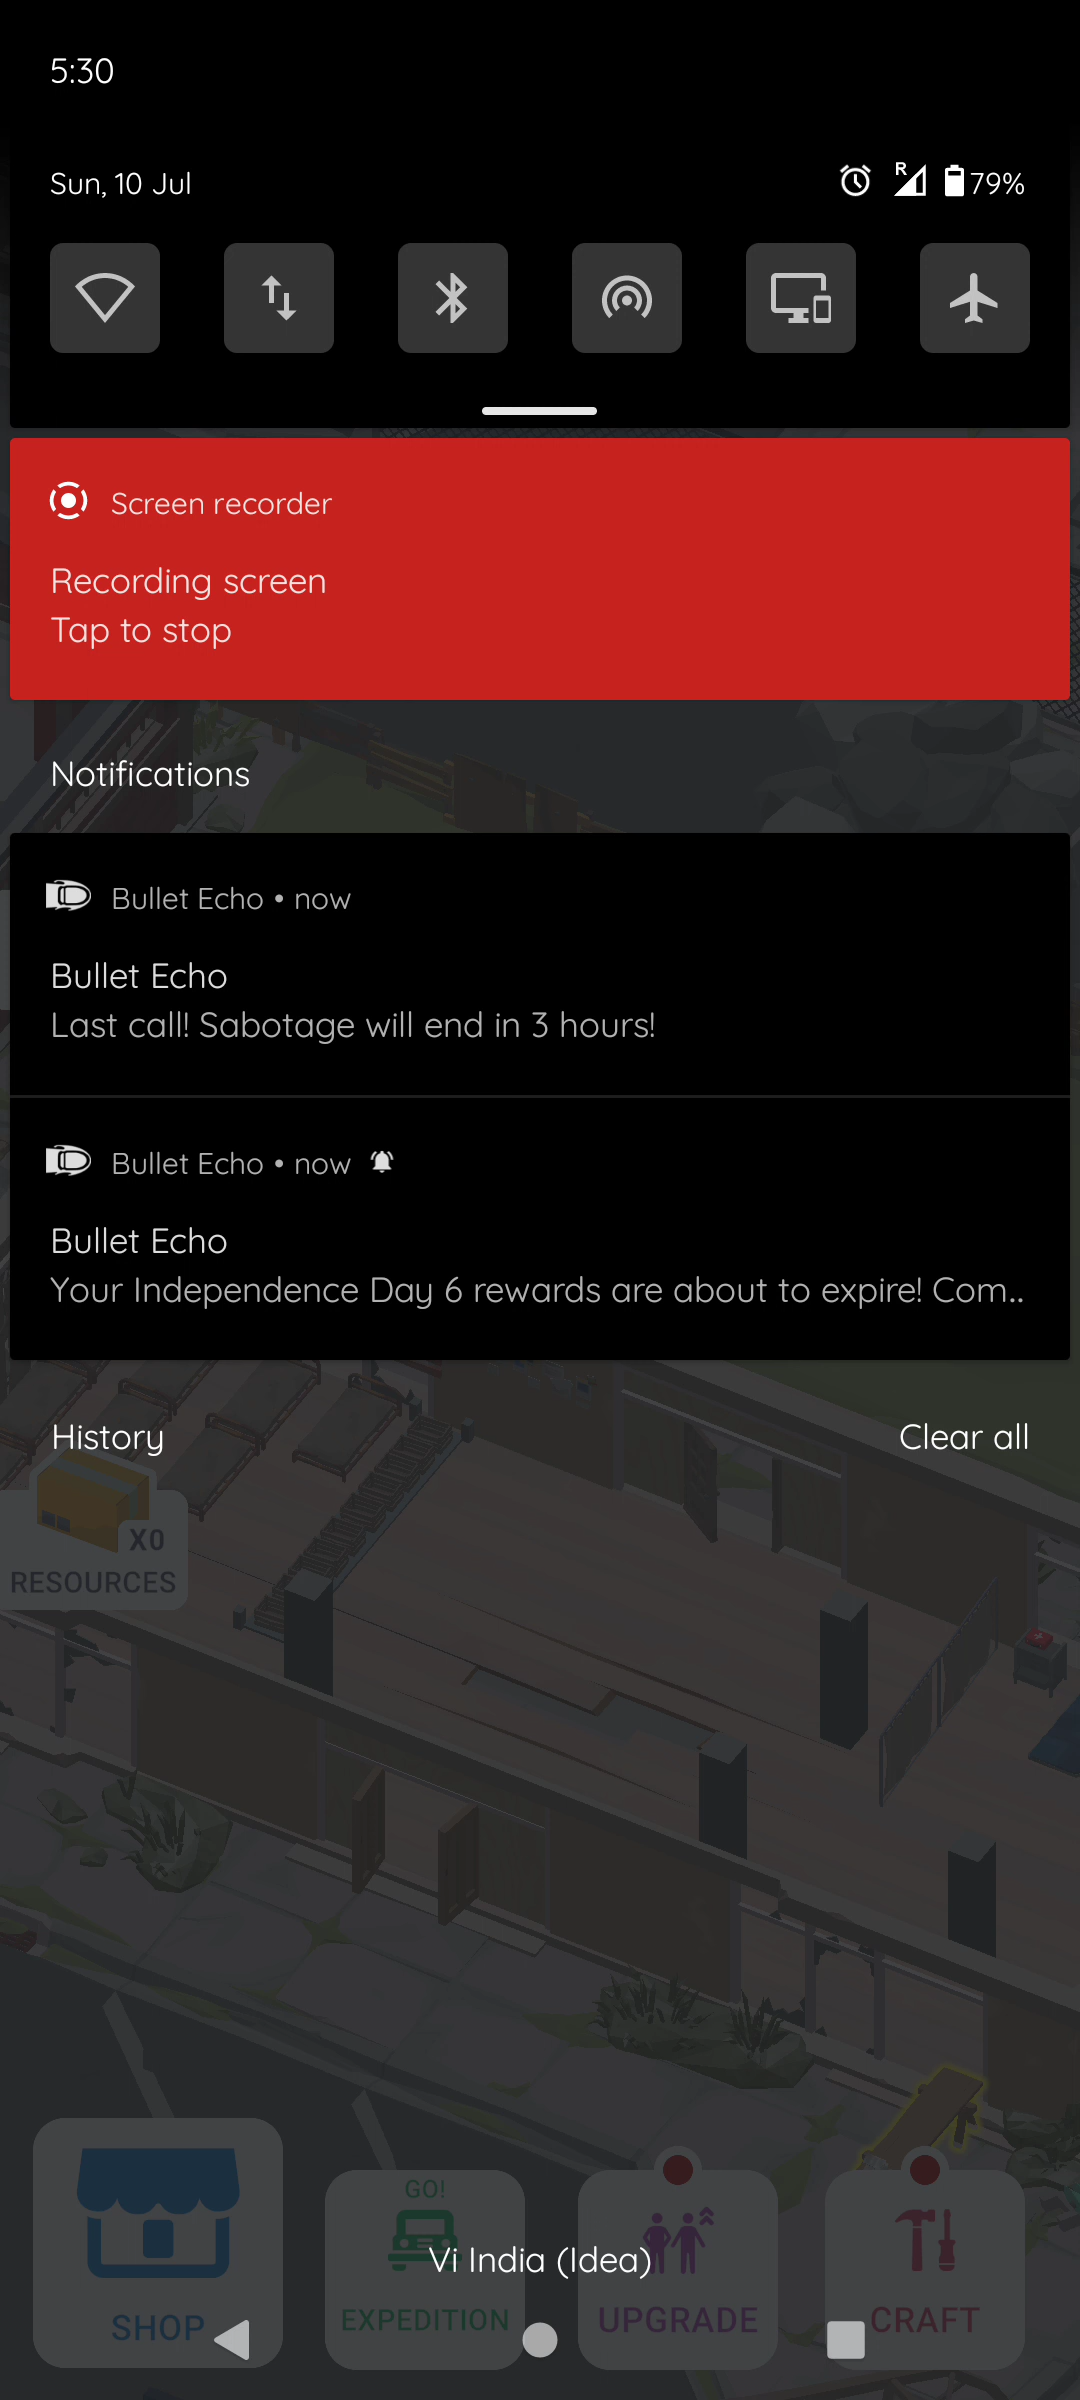 5:30
Sun, 10 Jul
R
79%
Screen recorder
Recording screen
Tap to stop
Notifications
Bullet Echo • now
Bullet Echo
Last call! Sabotage will end in 3 hours!
Bullet Echo • now
Bullet Echo
Your Independence Day 6 rewards are about to expire! Com..
History
Clear all
X0
RESOURCES
GO!
Vi India (Idea)
SHOP
EXPEDITION
UPGRADE
CRAFT